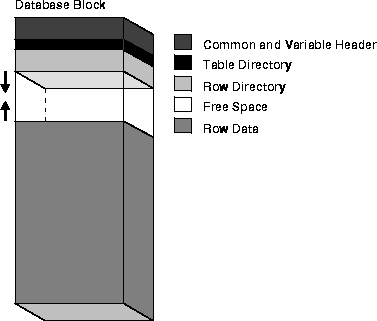 Database Block
Common and Variable Header
Table Directory
Row Directory
Free Space
Row Data